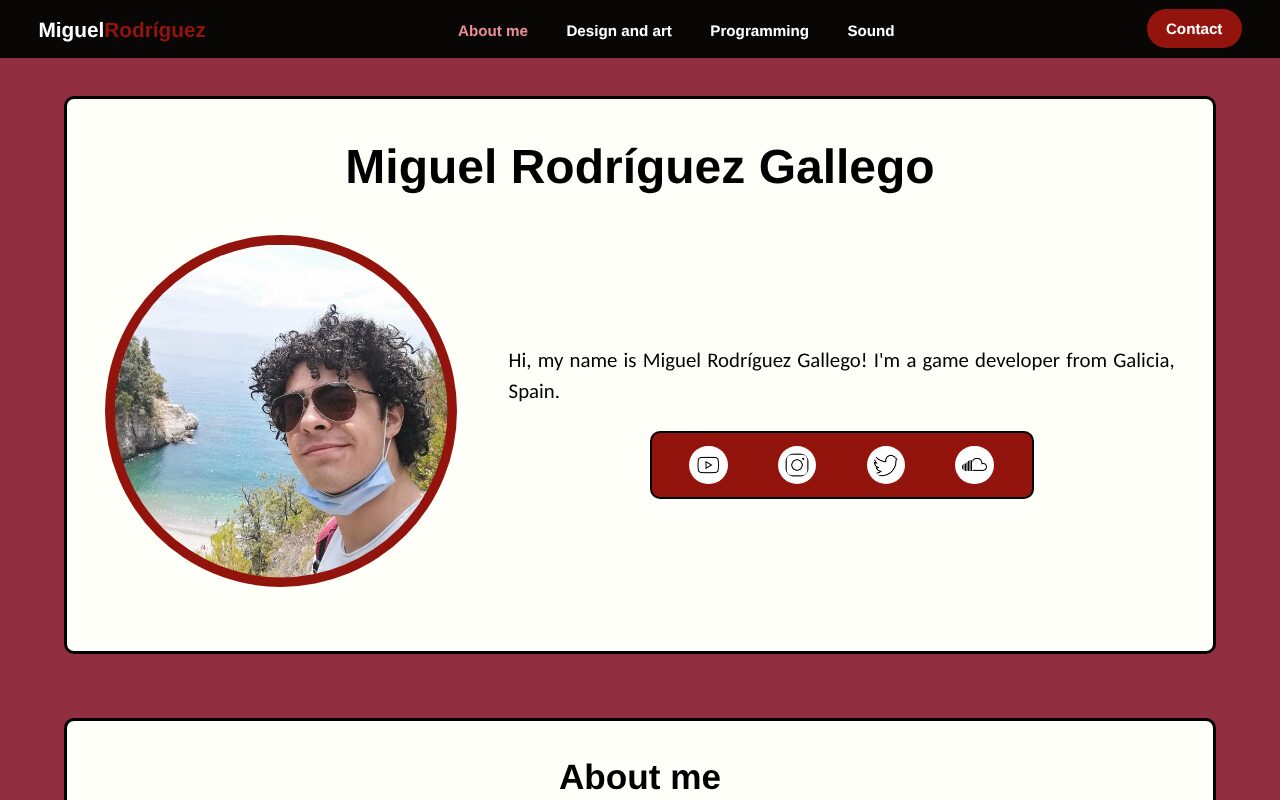 MiguelRodríguez
About me
Design and art
Programming
Sound
Contact
Miguel Rodríguez Gallego
Hi, my name is Miguel Rodríguez Gallego! I'm a game developer from Galicia,
Spain.
About me